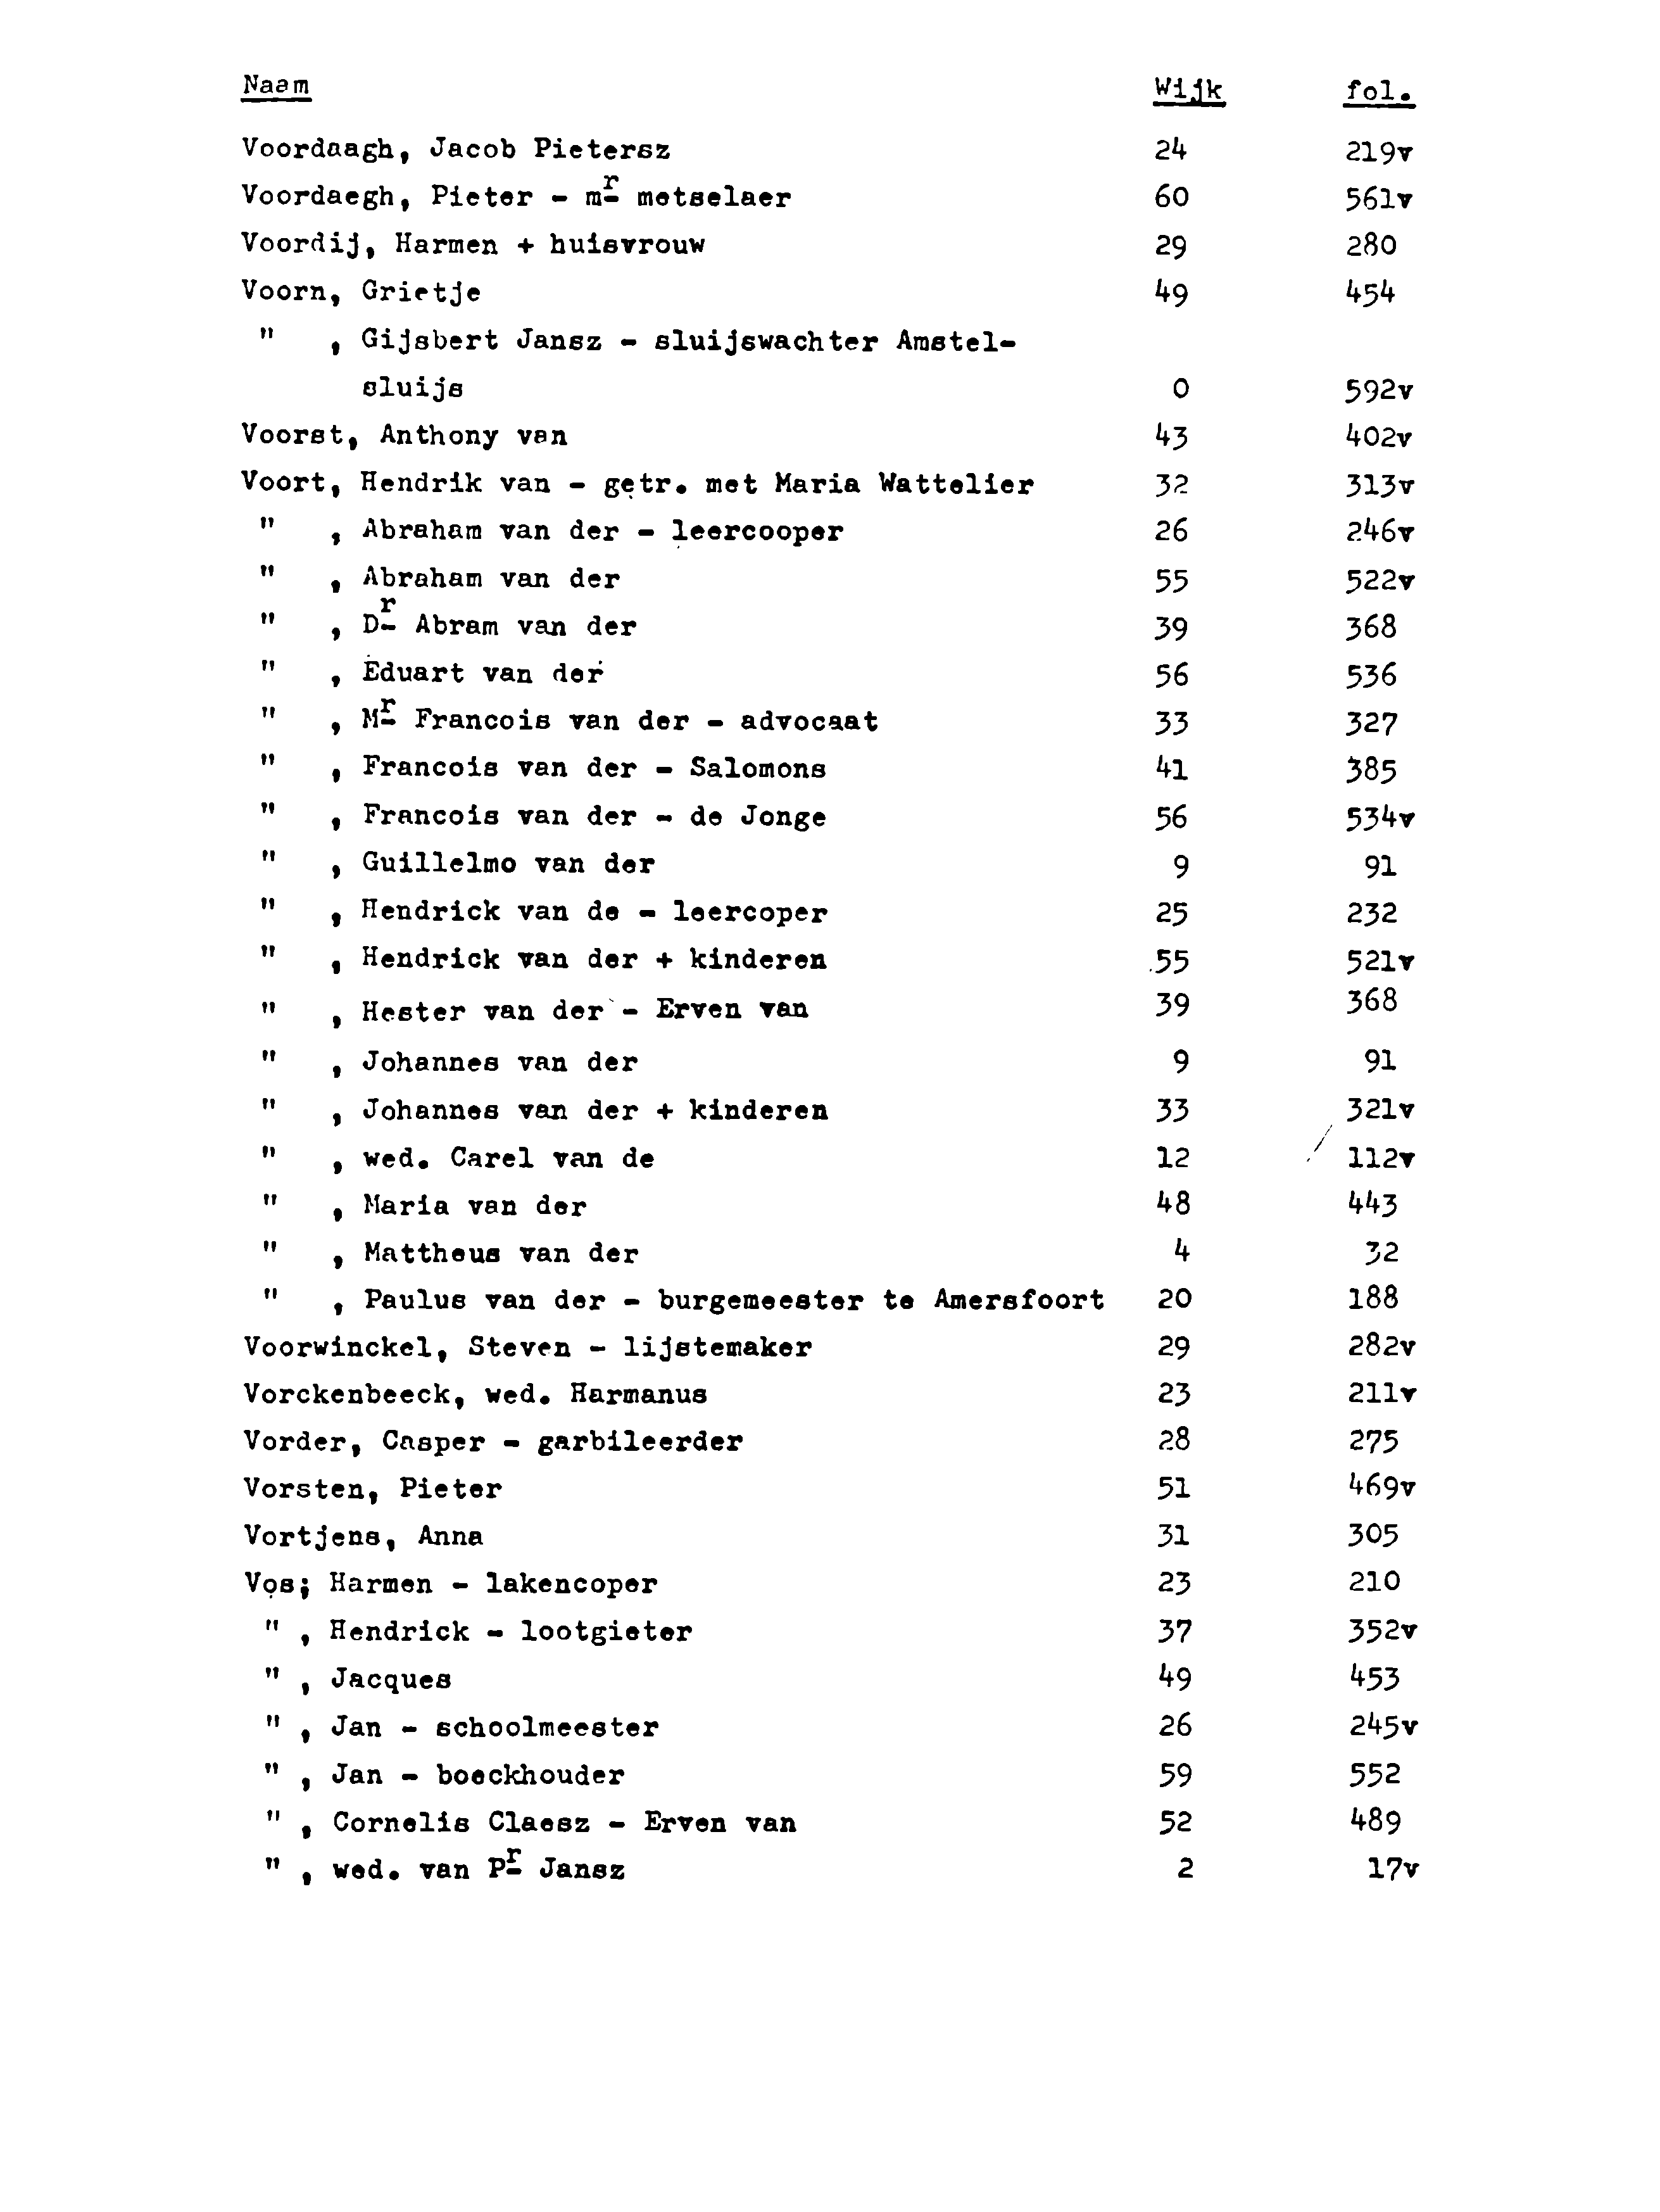 Naam Wijk fol.
Voordaagh, Jacob Pietersz 24 219v
Voordaegh, Pieter - mr metselaer 60 561v
Voordij, Harmen + huisvrouw 29 280
Voorn, Grietje 49 454
" , Gijsbert Jansz - sluijswachter Amstel-
sluijs 0 592v
Voorst, Anthony van 43 402v
Voort, Hendrik van - getr. met Maria Wattelier 32 313v
" , Abraham van der - leercooper 26 246v
" , Abraham van der 55 522v
" , Dr Abram van der 39 368
" , Eduart van der 56 536
" , Mr Francois van der - advocaat 33 327
" , Francois van der - Salomons 41 385
" , Francois van der - de Jonge 56 534v
" , Guillelmo van der 9 91
" , Hendrick van de - leercoper 25 232
" , Hendrick van der + kinderen 55 521v
" , Hester van der - Erven van 39 368
" , Johannes van der 9 91
" , Johannes van der + kinderen 33 321v
" , wed. Carel van de 12 112v
" , Maria van der 48 443
" , Mattheus van der 4 32
" , Paulus van der - burgemeester te Amersfoort 20 188
Voorwinckel, Steven - lijstemaker 29 282v
Vorckenbeeck, wed. Harmanus 23 211v
Vorder, Casper - garbileerder 28 275
Vorsten, Pieter 51 469v
Vortjens, Anna 31 305
Vos; Harmen - lakencoper 23 210
" , Hendrick - lootgieter 37 352v
" , Jacques 49 453
" , Jan - schoolmeester 26 245v
" , Jan - boeckhouder 59 552
" , Cornelis Claesz - Erven van 52 489
" , wed. van Pr Jansz 2 17v